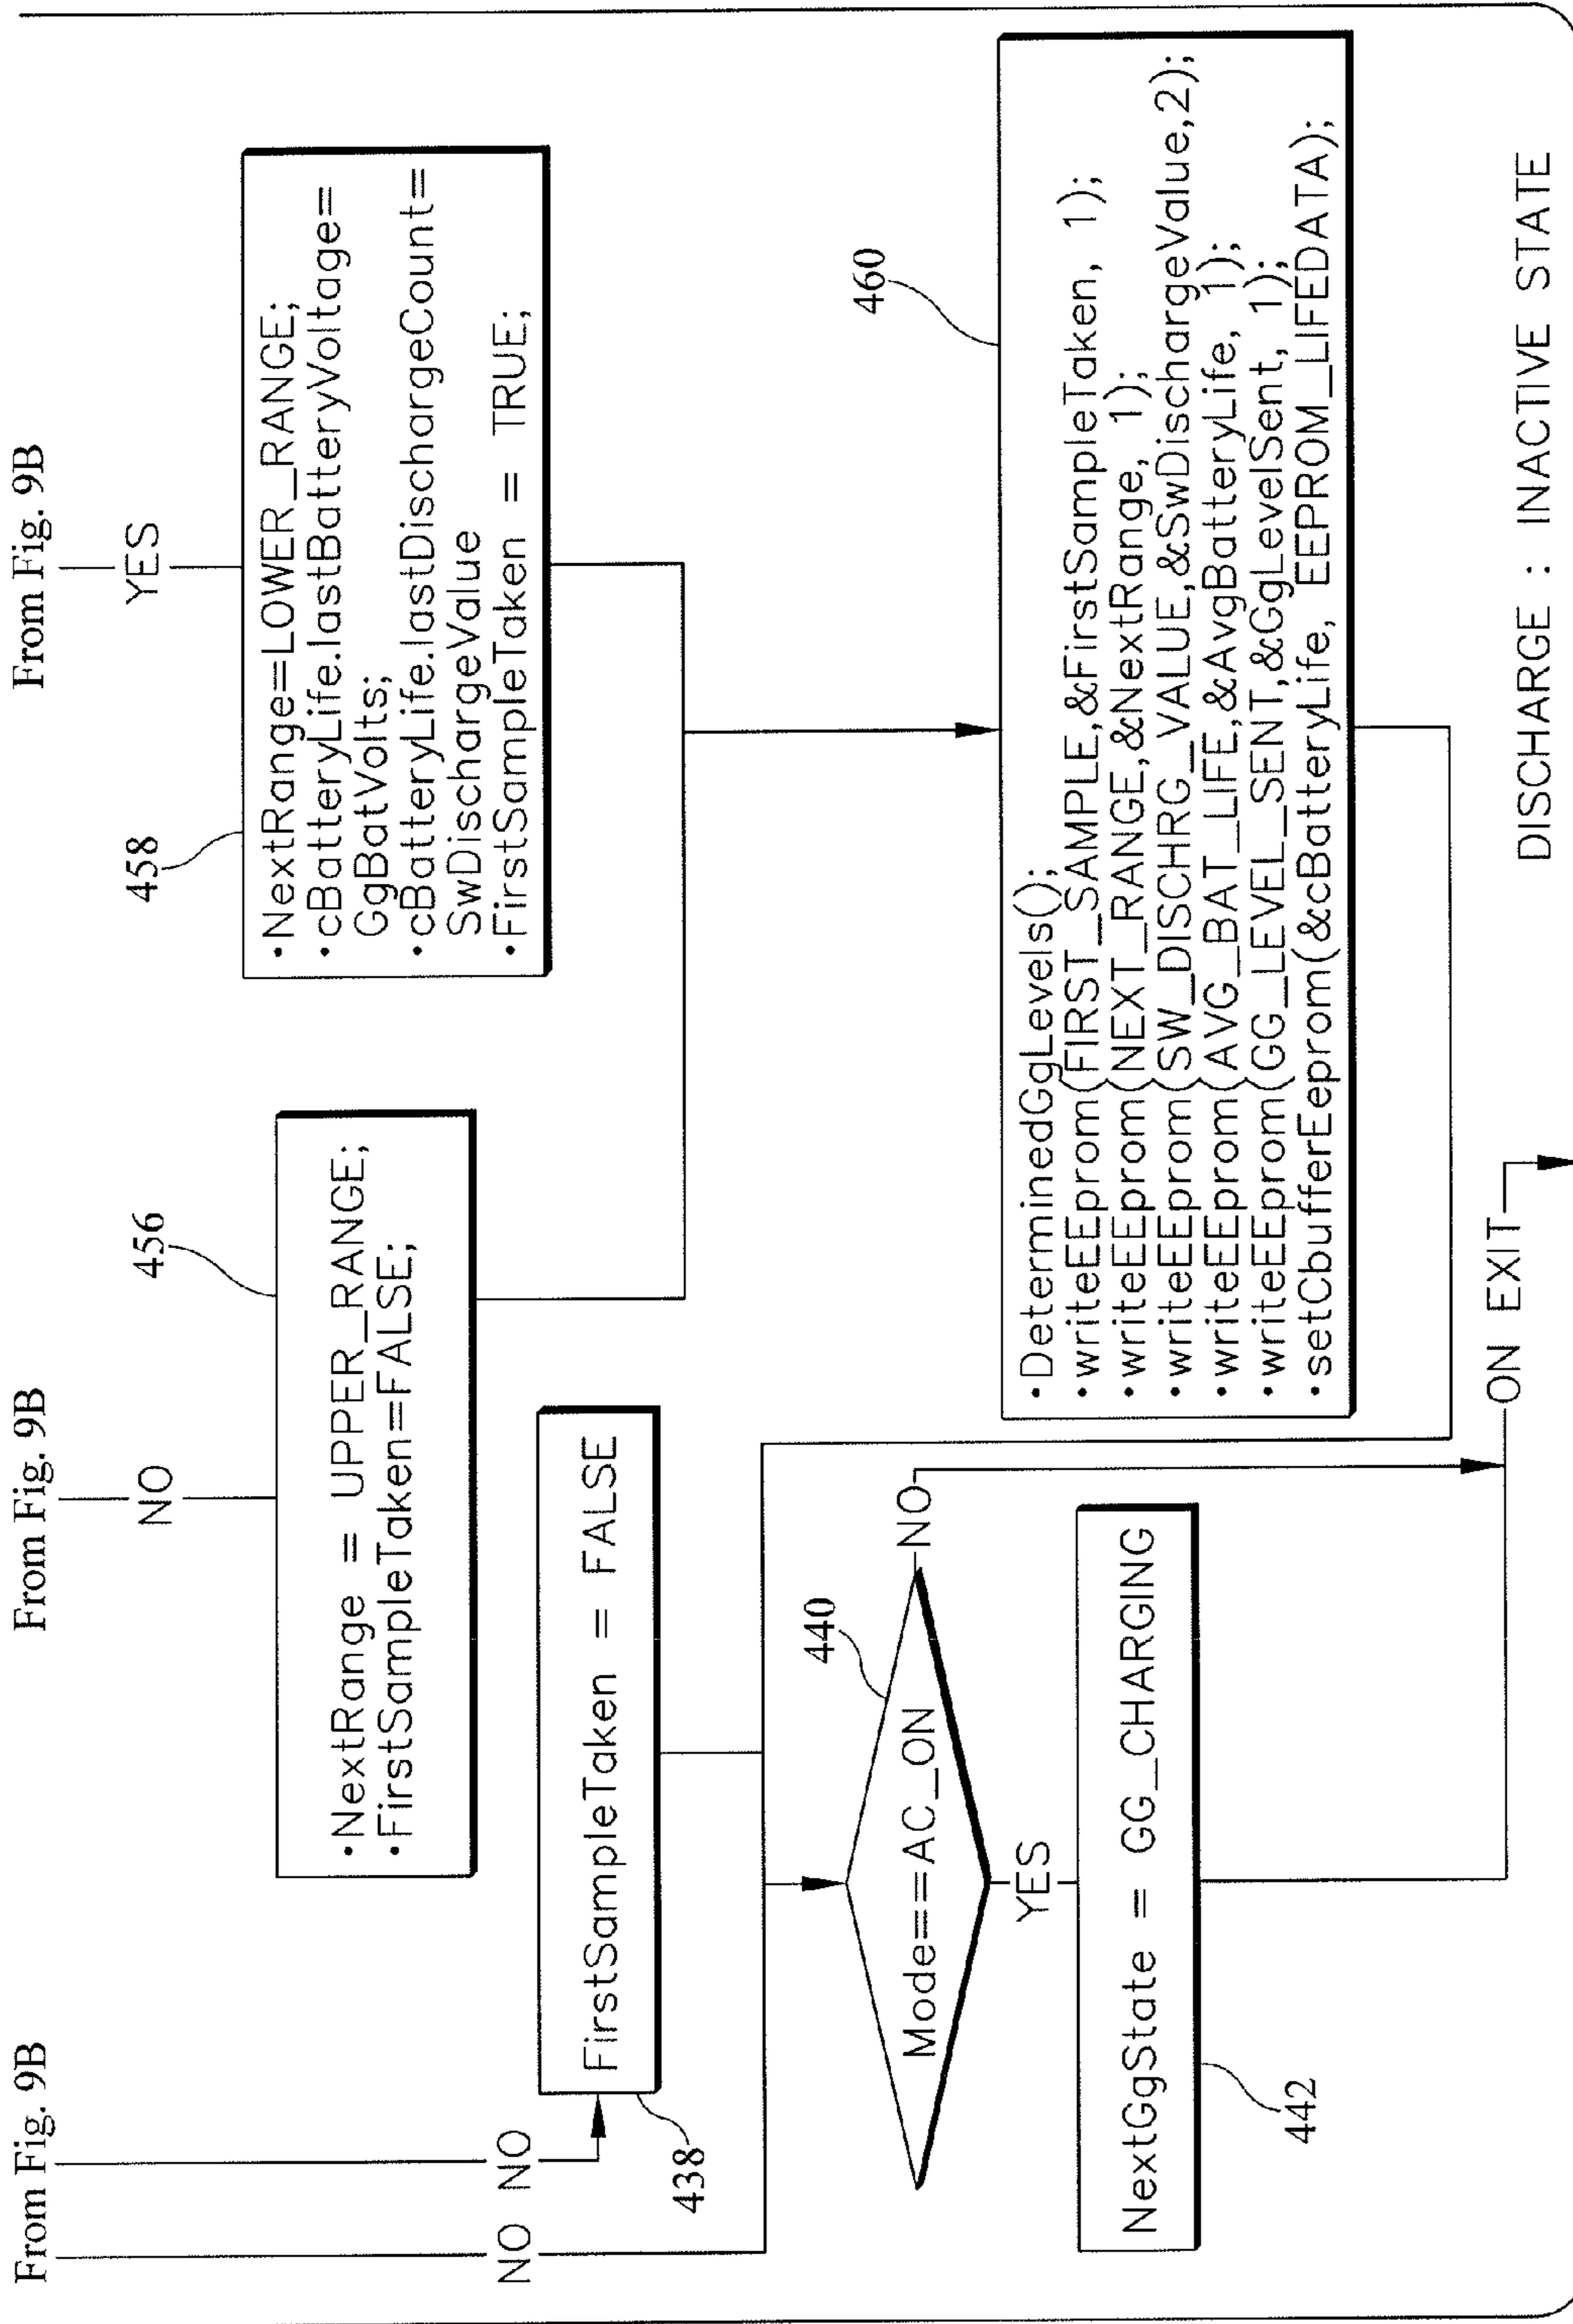 From Fig. 9B
From Fig. 9B
From Fig. 9B
NO
NO
NO
YES
456
•NextRange = UPPER_RANGE;
•FirstSampleTaken=FALSE;
458
•NextRange=LOWER_RANGE;
•cBatteryLife.lastBatteryVoltage=
GgBatVolts;
•cBatteryLife.lastDischargeCount=
SwDischargeValue
•FirstSampleTaken = TRUE;
NO
438
FirstSampleTaken = FALSE
440
Mode==AC_ON
NO
YES
NextGgState = GG_CHARGING
442
460
•DeterminedGgLevels();
•writeEEprom(FIRST_SAMPLE,&FirstSampleTaken, 1);
•writeEEprom(NEXT_RANGE,&NextRange, 1);
•writeEEprom(SW_DISCHRG_VALUE,&SwDischargeValue,2);
•writeEEprom(AVG_BAT_LIFE,&AvgBatteryLife, 1);
•writeEEprom(GG_LEVEL_SENT,&GgLevelSent, 1);
•setCbufferEeprom(&cBatteryLife, EEPROM_LIFEDATA);
ON EXIT
DISCHARGE : INACTIVE STATE